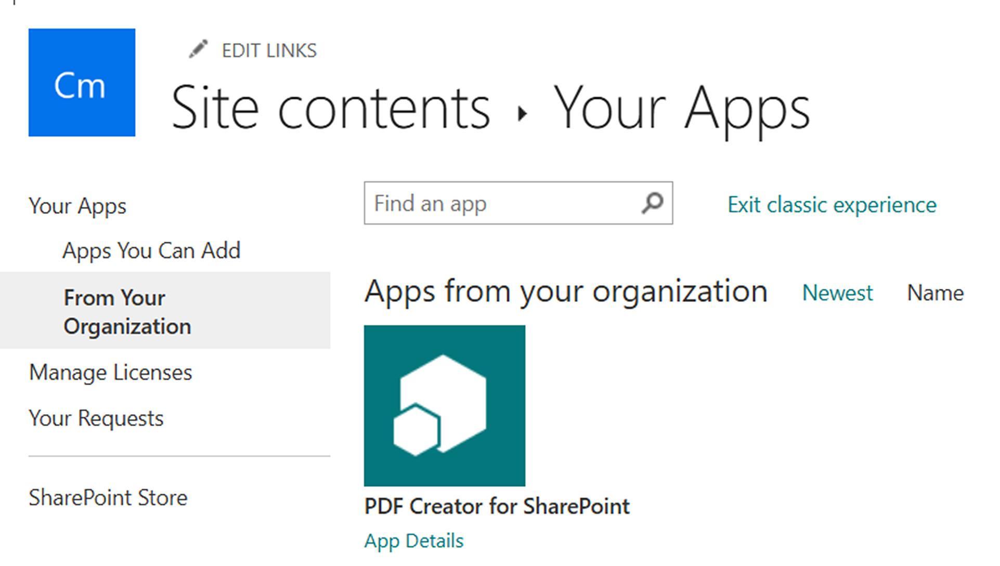 Cm
EDIT LINKS
Site contents ▸ Your Apps
Your Apps
Apps You Can Add
From Your
Organization
Manage Licenses
Your Requests
SharePoint Store
Find an app
Exit classic experience
Apps from your organization Newest Name
PDF Creator for SharePoint
App Details